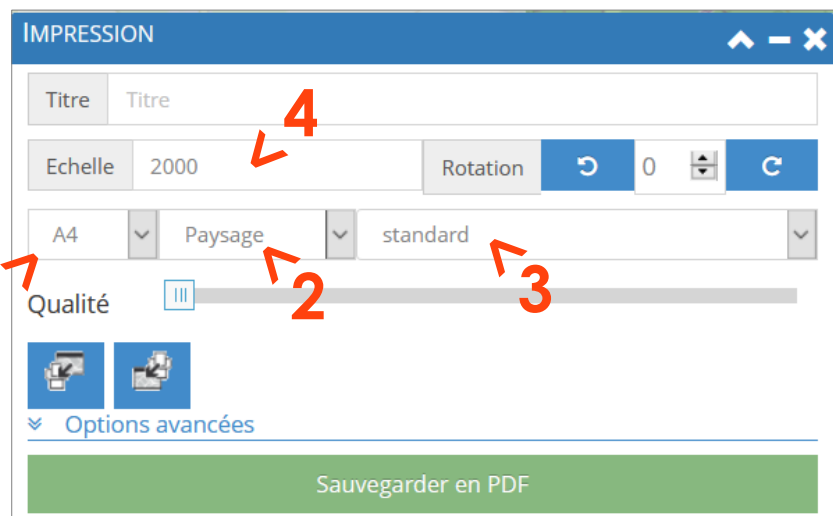 IMPRESSION
Titre Titre
4
Echelle 2000 Rotation 0
A4 Paysage standard
2 3
Qualité
Options avancées
Sauvegarder en PDF